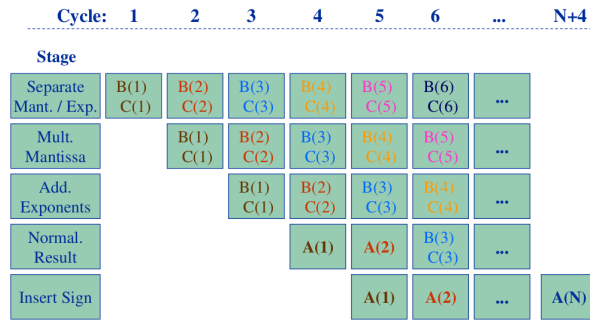 Cycle: 1 2 3 4 5 6 ... N+4
Stage
Separate B(1) B(2) B(3) B(4) B(5) B(6)
Mant. / Exp. C(1) C(2) C(3) C(4) C(5) C(6) ...
Mult. B(1) B(2) B(3) B(4) B(5)
Mantissa C(1) C(2) C(3) C(4) C(5) ...
Add. B(1) B(2) B(3) B(4)
Exponents C(1) C(2) C(3) C(4) ...
Normal. B(3)
Result A(1) A(2) C(3) ...
Insert Sign A(1) A(2) ... A(N)